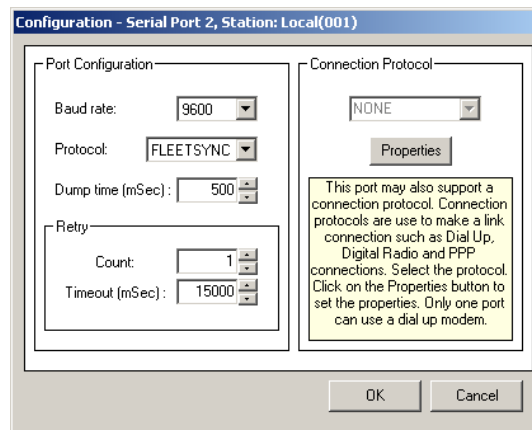 Configuration - Serial Port 2, Station: Local(001)
Port Configuration
Baud rate: 9600
Protocol: FLEETSYNC
Dump time (mSec) : 500
Retry
Count: 1
Timeout (mSec) : 15000
Connection Protocol
NONE
Properties
This port may also support a
connection protocol. Connection
protocols are use to make a link
connection such as Dial Up,
Digital Radio and PPP
connections. Select the protocol.
Click on the Properties button to
set the properties. Only one port
can use a dial up modem.
OK Cancel